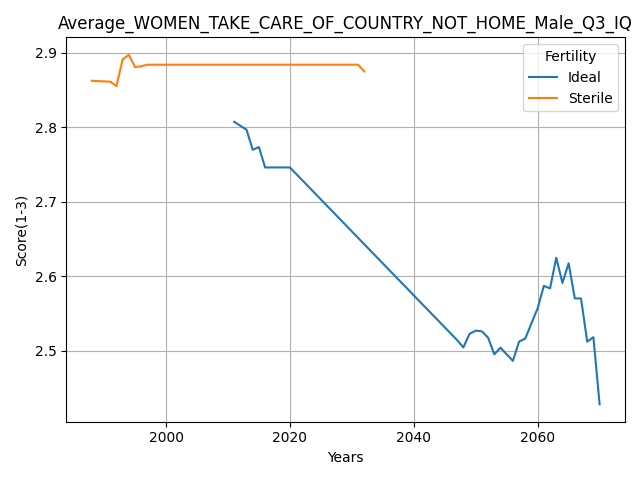 Average_WOMEN_TAKE_CARE_OF_COUNTRY_NOT_HOME_Male_Q3_IQ
Fertility
Ideal
Sterile
2.9
2.8
2.7
2.6
2.5
Score(1-3)
2000
2020
2040
2060
Years